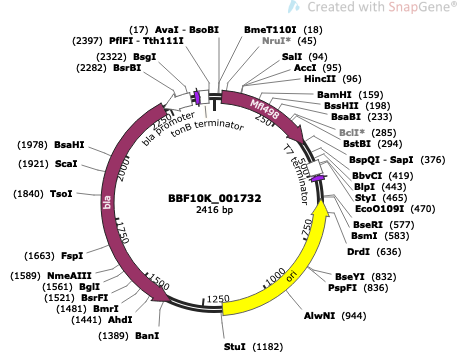 Created with SnapGene®
(17) AvaI - BsoBI
BmeT110I (18)
(2397) PflFI - Tth111I
NruI* (45)
(2322) BsgI
SalI (94)
(2282) BsrBI
AccI (95)
HincII (96)
BamHI (159)
BssHII (198)
BsaBI (233)
BclI* (285)
BstBI (294)
BspQI - SapI (376)
BbvCI (419)
BlpI (443)
StyI (465)
EcoO109I (470)
BseRI (577)
BsmI (583)
DrdI (636)
BseYI (832)
PspFI (836)
AlwNI (944)
StuI (1182)
(1978) BsaHI
(1921) ScaI
(1840) TsoI
(1663) FspI
(1589) NmeAIII
(1561) BglI
(1521) BsrFI
(1481) BmrI
(1441) AhdI
(1389) BanI
Mfl498
bla promoter
tonB terminator
T7 terminator
bla
ori
250
500
750
1000
1250
1500
1750
2000
2250
BBF10K_001732
2416 bp